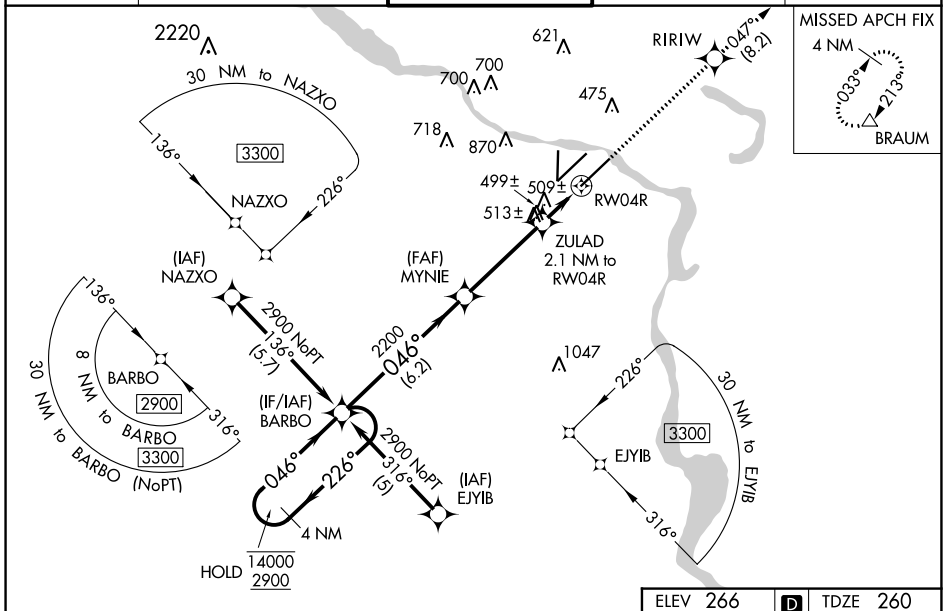 2220
621
RIRIW
047°
(8.2)
MISSED APCH FIX
4 NM
033°
213°
BRAUM
30 NM to NAZXO
700
700
475
136°
3300
226°
NAZXO
718
870
499±
509±
513±
RW04R
ZULAD
2.1 NM to
RW04R
(IAF)
NAZXO
(FAF)
MYNIE
2900 NoPT
136°
(5.7)
2200
046°
(6.2)
1047
136°
BARBO
2900
316°
8 NM to BARBO
3300
30 NM to BARBO
(NoPT)
(IF/IAF)
BARBO
046°
226°
4 NM
2900 NoPT
316°
(5)
(IAF)
EJYIB
HOLD
14000
2900
226°
3300
EJYIB
316°
30 NM to EJYIB
ELEV 266
D
TDZE 260